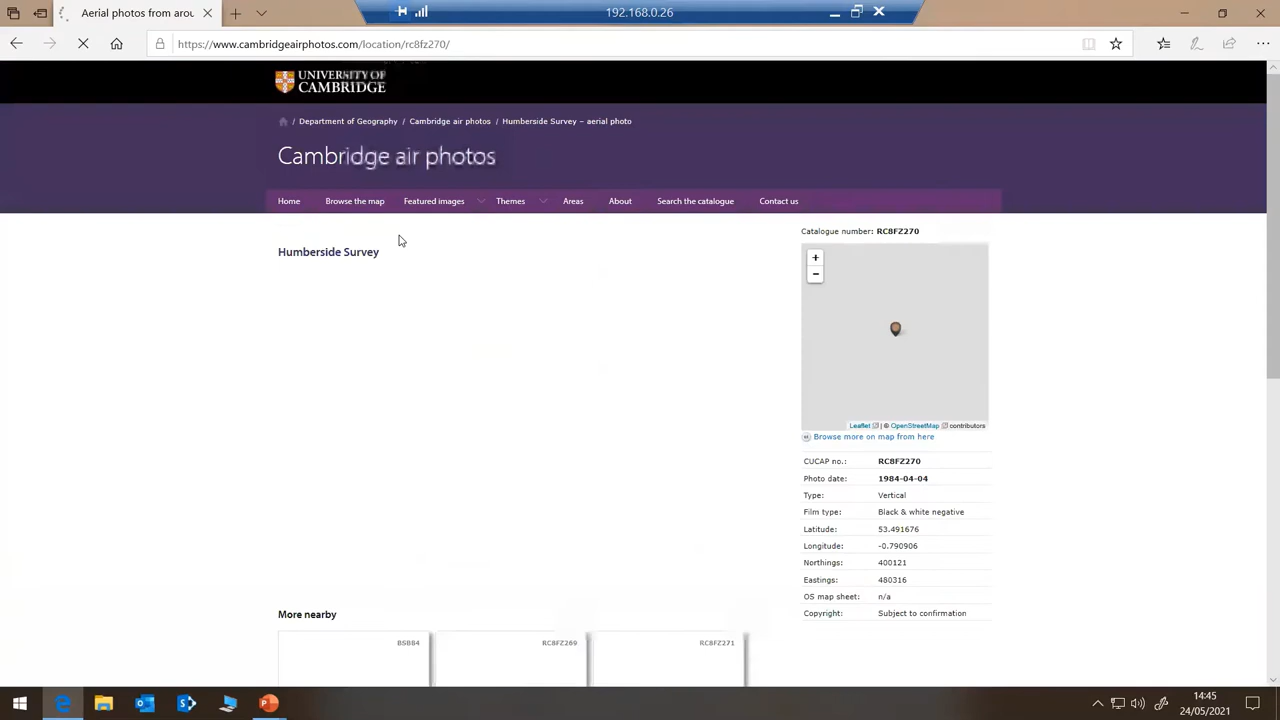 Aerial photos from arou
192.168.0.26
https://www.cambridgeairphotos.com/location/rc8fz270/
UNIVERSITY OF
CAMBRIDGE
/ Department of Geography / Cambridge air photos / Humberside Survey – aerial photo
Cambridge air photos
Home
Browse the map
Featured images
Themes
Areas
About
Search the catalogue
Contact us
Catalogue number: RC8FZ270
Humberside Survey
+
−
Leaflet | © OpenStreetMap contributors
Browse more on map from here
CUCAP no.: RC8FZ270
Photo date: 1984-04-04
Type: Vertical
Film type: Black & white negative
Latitude: 53.491676
Longitude: -0.790906
Northings: 400121
Eastings: 480316
OS map sheet: n/a
Copyright: Subject to confirmation
More nearby
BSB84
RC8FZ269
RC8FZ271
14:45
24/05/2021